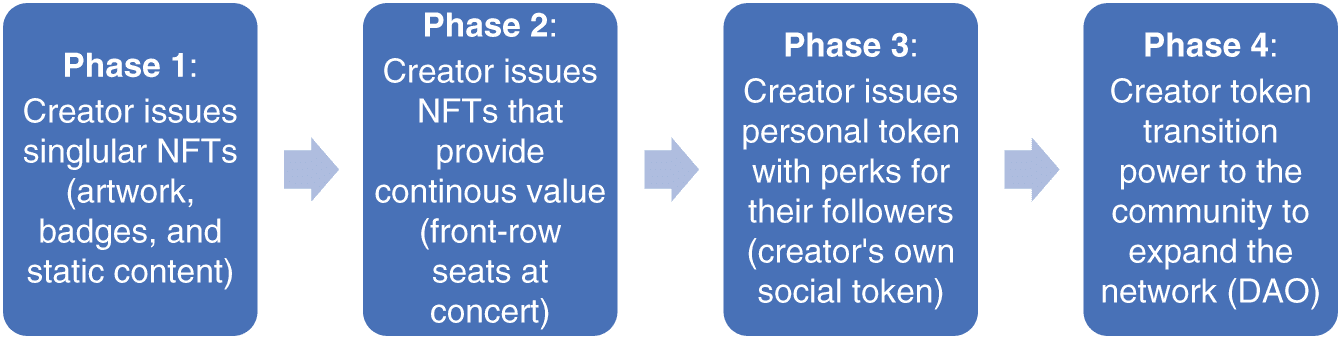 Phase 1:
Creator issues
singlular NFTs
(artwork,
badges, and
static content)
Phase 2:
Creator issues
NFTs that
provide
continous value
(front-row
seats at
concert)
Phase 3:
Creator issues
personal token
with perks for
their followers
(creator's own
social token)
Phase 4:
Creator token
transition
power to the
community to
expand the
network (DAO)